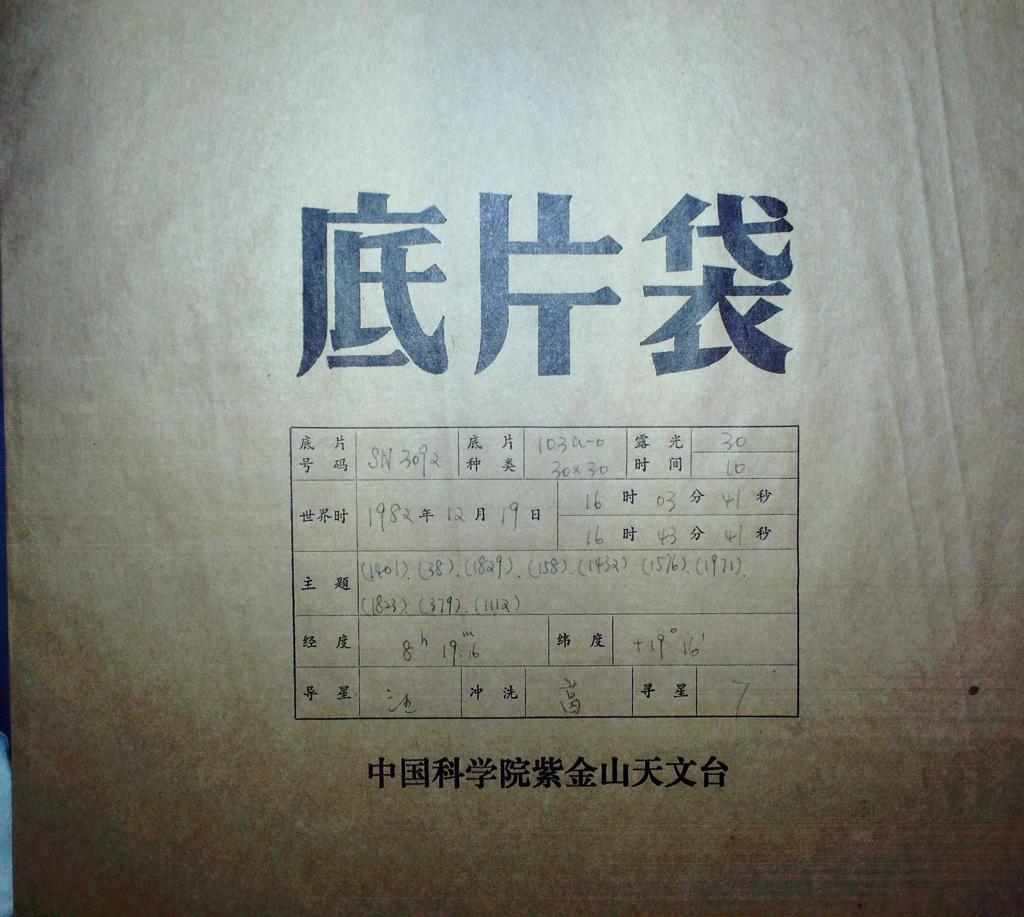 底片袋
底片号码 SN 3092 底片种类 103a-o 30×30 露光时间 30 10
世界时 1982年12月19日 16时03分41秒
16时43分41秒
主题 (1401). (38). (1829). (158). (1432). (1576). (1971).
(1823). (379). (1112)
经度 8h 19.m16 纬度 +19° 16'
导星 冲洗 寻星 7
中国科学院紫金山天文台